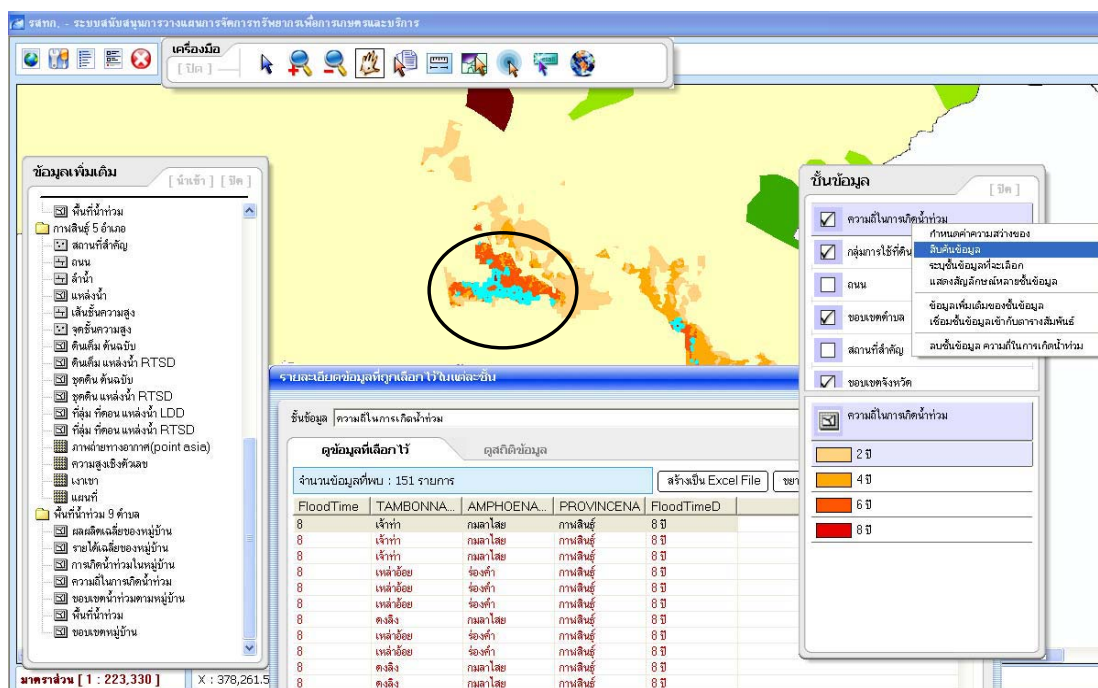 รสทก. - ระบบสนับสนุนการวางแผนการจัดการทรัพยากรเพื่อการเกษตรและบริการ
เครื่องมือ
[ ปิด ]
ข้อมูลเพิ่มเติม
[ นำเข้า ] [ ปิด ]
พื้นที่น้ำท่วม
กาฬสินธุ์ 5 อำเภอ
สถานที่สำคัญ
ถนน
ลำน้ำ
แหล่งน้ำ
เส้นชั้นความสูง
จุดชั้นความสูง
ดินเค็ม ต้นฉบับ
ดินเค็ม แหล่งน้ำ RTSD
ชุดดิน ต้นฉบับ
ชุดดิน แหล่งน้ำ RTSD
ที่ลุ่ม ที่ดอน แหล่งน้ำ LDD
ที่ลุ่ม ที่ดอน แหล่งน้ำ RTSD
ภาพถ่ายทางอากาศ(point asia)
ความสูงเชิงตัวเลข
เงาเขา
แผนที่
พื้นที่น้ำท่วม 9 ตำบล
ผลผลิตเฉลี่ยของหมู่บ้าน
รายได้เฉลี่ยของหมู่บ้าน
การเกิดน้ำท่วมในหมู่บ้าน
ความถี่ในการเกิดน้ำท่วม
ขอบเขตน้ำท่วมตามหมู่บ้าน
พื้นที่น้ำท่วม
ขอบเขตหมู่บ้าน
มาตราส่วน [ 1 : 223,330 ]
X : 378,261.5
ชั้นข้อมูล
[ ปิด ]
ความถี่ในการเกิดน้ำท่วม
กลุ่มการใช้ที่ดิน
ถนน
ขอบเขตตำบล
สถานที่สำคัญ
ขอบเขตจังหวัด
กำหนดค่าความสว่างของ
สืบค้นข้อมูล
ระบุชั้นข้อมูลที่จะเลือก
แสดงสัญลักษณ์หลายชั้นข้อมูล
ข้อมูลเพิ่มเติมของชั้นข้อมูล
เชื่อมชั้นข้อมูลเข้ากับตารางสัมพันธ์
ลบชั้นข้อมูล ความถี่ในการเกิดน้ำท่วม
ความถี่ในการเกิดน้ำท่วม
2 ปี
4 ปี
6 ปี
8 ปี
รายละเอียดข้อมูลที่ถูกเลือกไว้ในแต่ละชั้น
ชั้นข้อมูล ความถี่ในการเกิดน้ำท่วม
ดูข้อมูลที่เลือกไว้ ดูสถิติข้อมูล
จำนวนข้อมูลที่พบ : 151 รายการ สร้างเป็น Excel File ขยา
FloodTime TAMBONNA... AMPHOENA... PROVINCENA FloodTimeD
8 เจ้าท่า กมลาไสย กาฬสินธุ์ 8 ปี
8 เจ้าท่า กมลาไสย กาฬสินธุ์ 8 ปี
8 เจ้าท่า กมลาไสย กาฬสินธุ์ 8 ปี
8 เหล่าอ้อย ร่องคำ กาฬสินธุ์ 8 ปี
8 เหล่าอ้อย ร่องคำ กาฬสินธุ์ 8 ปี
8 เหล่าอ้อย ร่องคำ กาฬสินธุ์ 8 ปี
8 ดงลิง กมลาไสย กาฬสินธุ์ 8 ปี
8 เหล่าอ้อย ร่องคำ กาฬสินธุ์ 8 ปี
8 เหล่าอ้อย ร่องคำ กาฬสินธุ์ 8 ปี
8 ดงลิง กมลาไสย กาฬสินธุ์ 8 ปี
8 ดงลิง กมลาไสย กาฬสินธุ์ 8 ปี